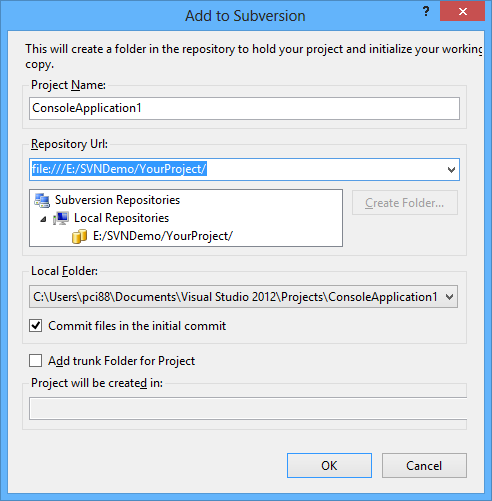 Add to Subversion
?
This will create a folder in the repository to hold your project and initialize your working
copy.
Project Name:
ConsoleApplication1
Repository Url:
file:///E:/SVNDemo/YourProject/
Subversion Repositories
Create Folder...
Local Repositories
E:/SVNDemo/YourProject/
Local Folder:
C:\Users\pci88\Documents\Visual Studio 2012\Projects\ConsoleApplication1
Commit files in the initial commit
Add trunk Folder for Project
Project will be created in:
OK
Cancel